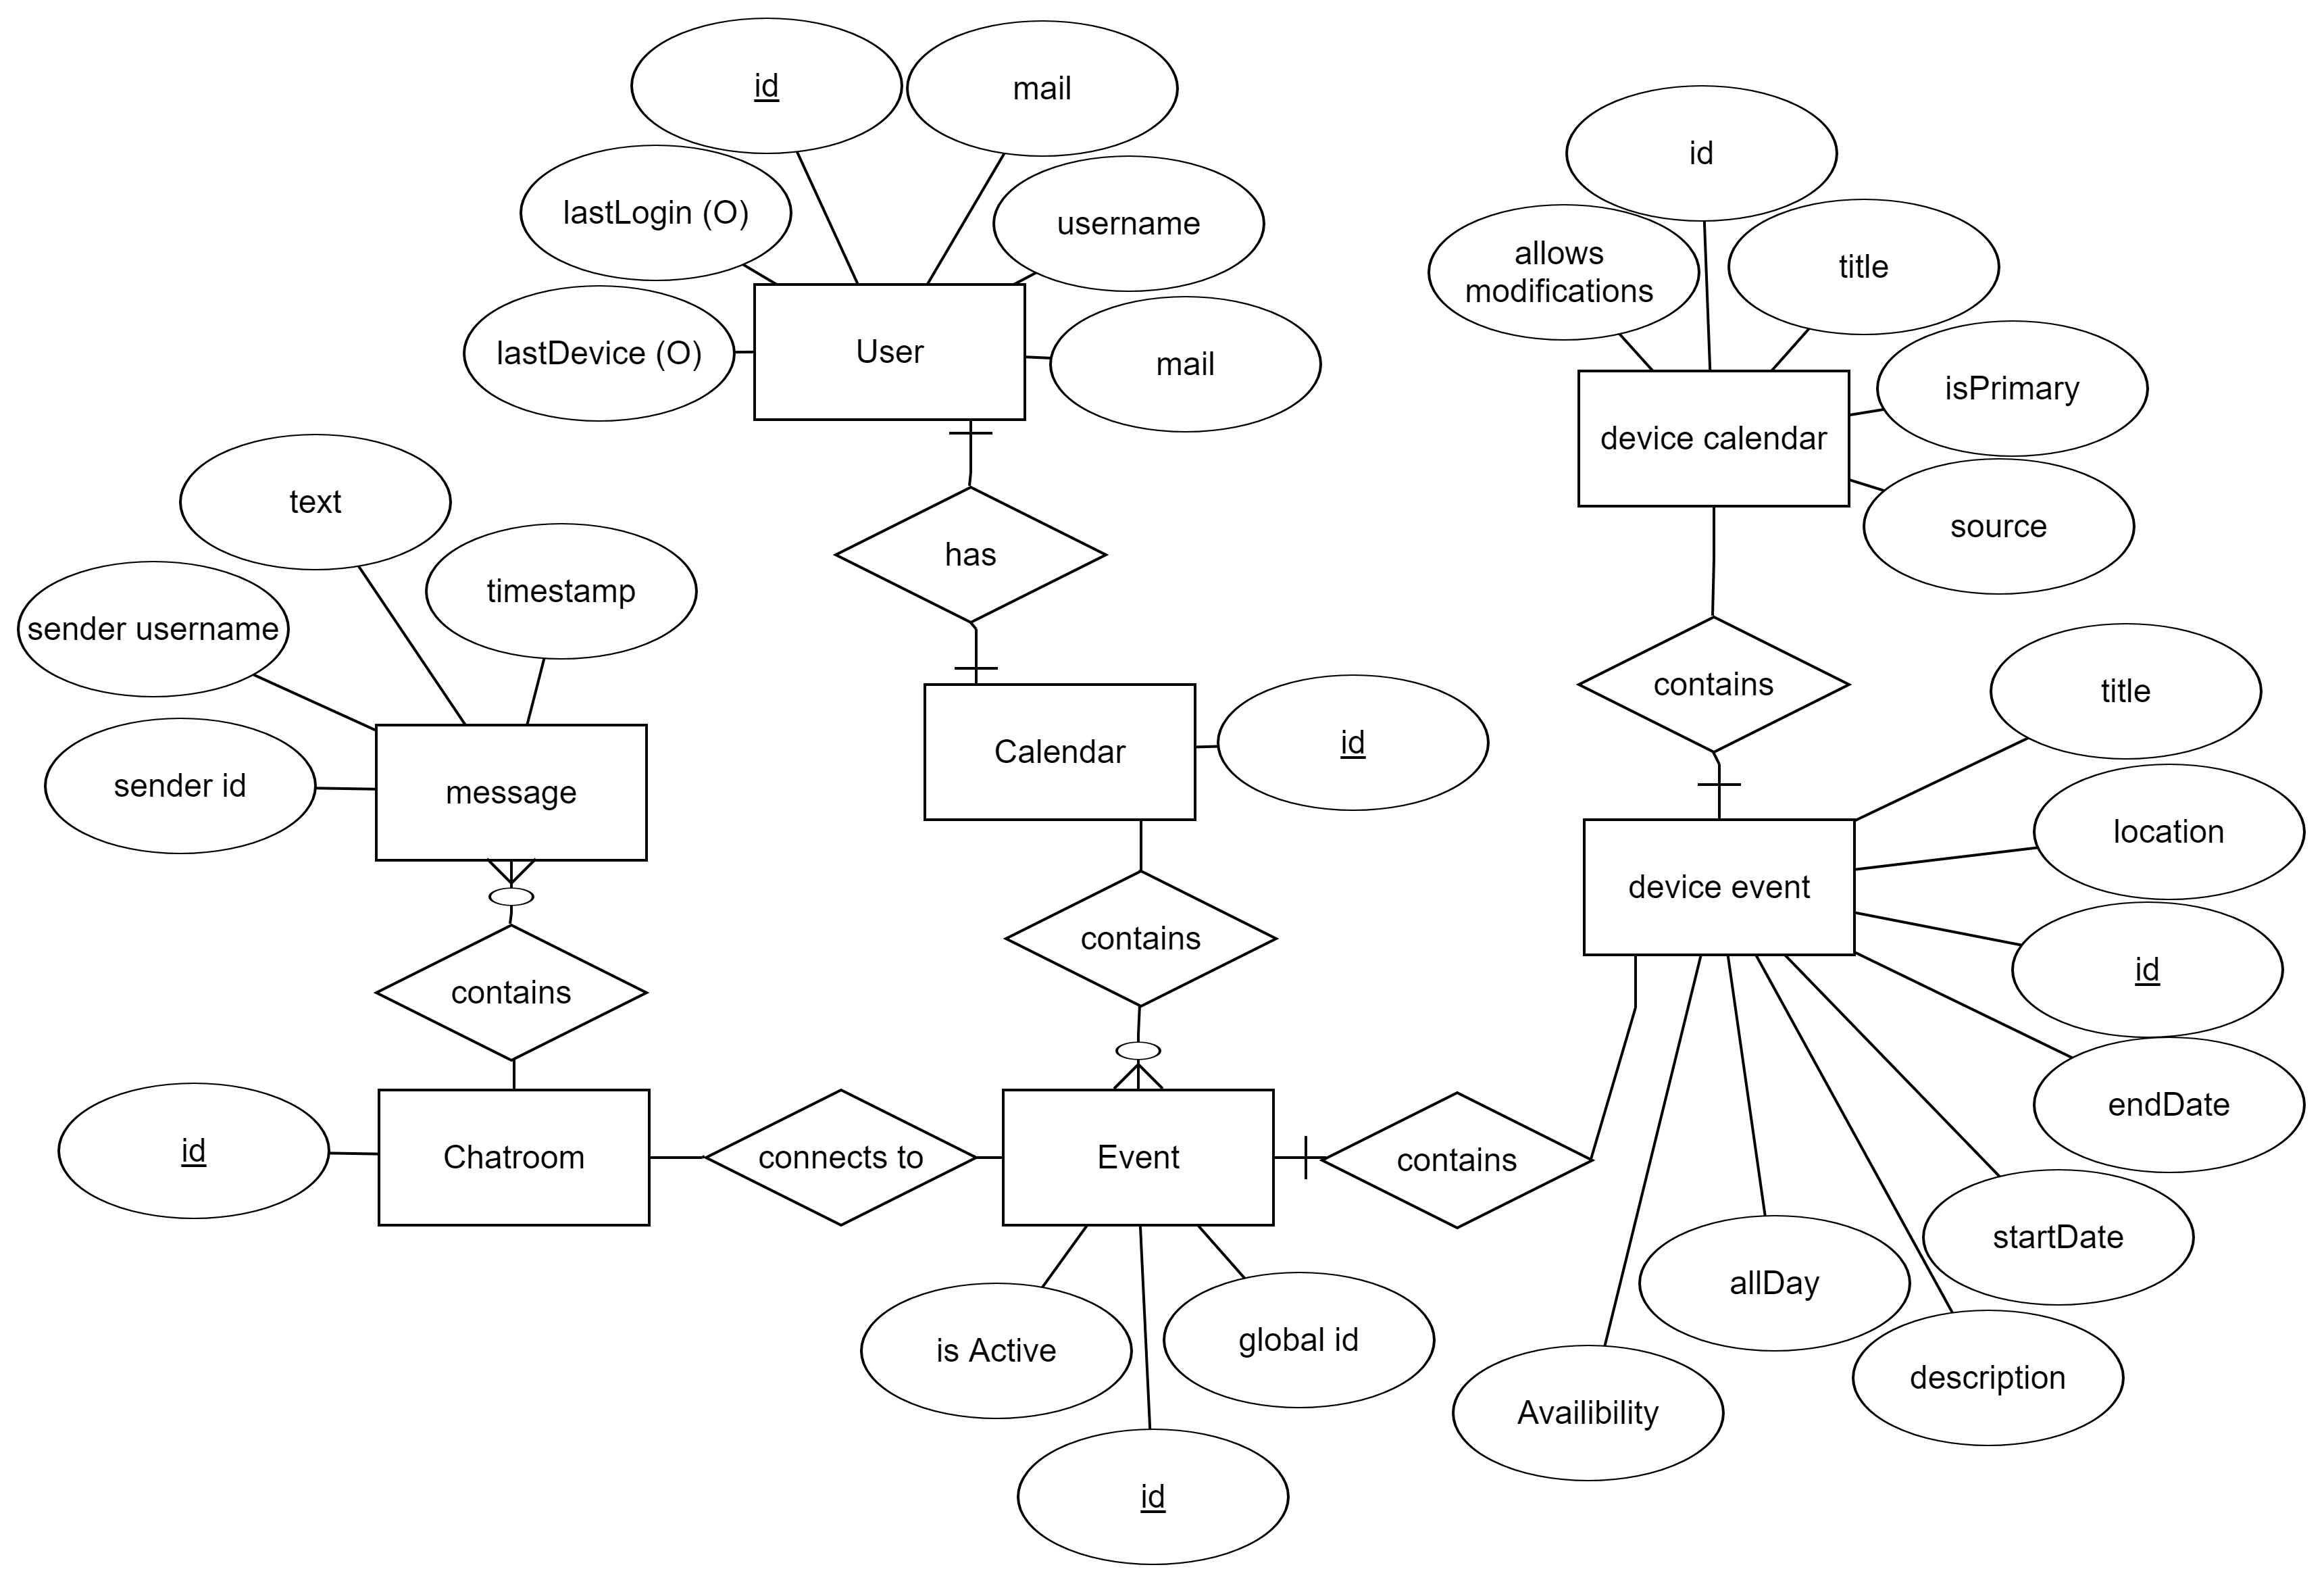 id
mail
lastLogin (O)
username
lastDevice (O)
User
mail
has
id
allows
modifications
title
isPrimary
device calendar
source
contains
text
timestamp
sender username
sender id
message
contains
Calendar
id
contains
title
location
device event
id
endDate
startDate
allDay
description
Availibility
id
Chatroom
connects to
Event
contains
is Active
global id
id